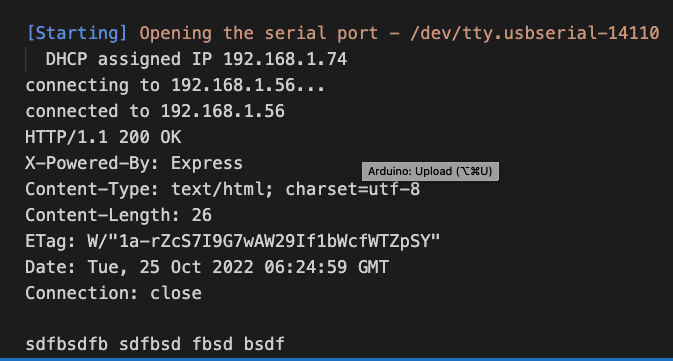 [Starting] Opening the serial port - /dev/tty.usbserial-14110
DHCP assigned IP 192.168.1.74
connecting to 192.168.1.56...
connected to 192.168.1.56
HTTP/1.1 200 OK
X-Powered-By: Express
Arduino: Upload (⌥⌘U)
Content-Type: text/html; charset=utf-8
Content-Length: 26
ETag: W/"1a-rZcS7I9G7wAW29If1bWcfWTZpSY"
Date: Tue, 25 Oct 2022 06:24:59 GMT
Connection: close
sdfbsdfb sdfbsd fbsd bsdf